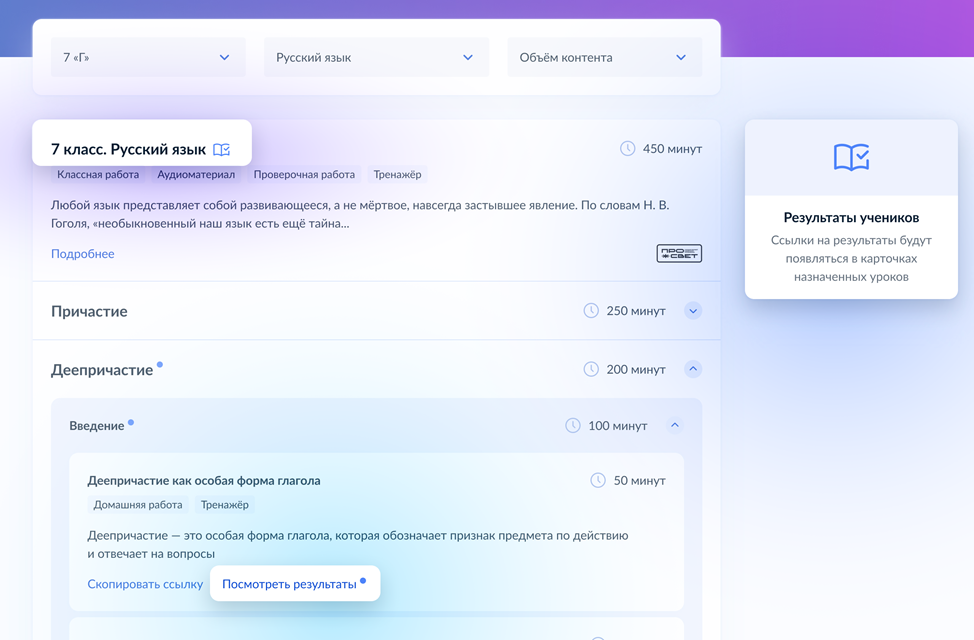 7 «Г»
Русский язык
Объём контента
7 класс. Русский язык
450 минут
Классная работа
Аудиоматериал
Проверочная работа
Тренажёр
Любой язык представляет собой развивающееся, а не мёртвое, навсегда застывшее явление. По словам Н. В.
Гоголя, «необыкновенный наш язык есть ещё тайна...
Подробнее
ПРО
СВЕТ
Результаты учеников
Ссылки на результаты будут
появляться в карточках
назначенных уроков
Причастие
250 минут
Деепричастие
200 минут
Введение
100 минут
Деепричастие как особая форма глагола
50 минут
Домашняя работа
Тренажёр
Деепричастие — это особая форма глагола, которая обозначает признак предмета по действию
и отвечает на вопросы
Скопировать ссылку
Посмотреть результаты